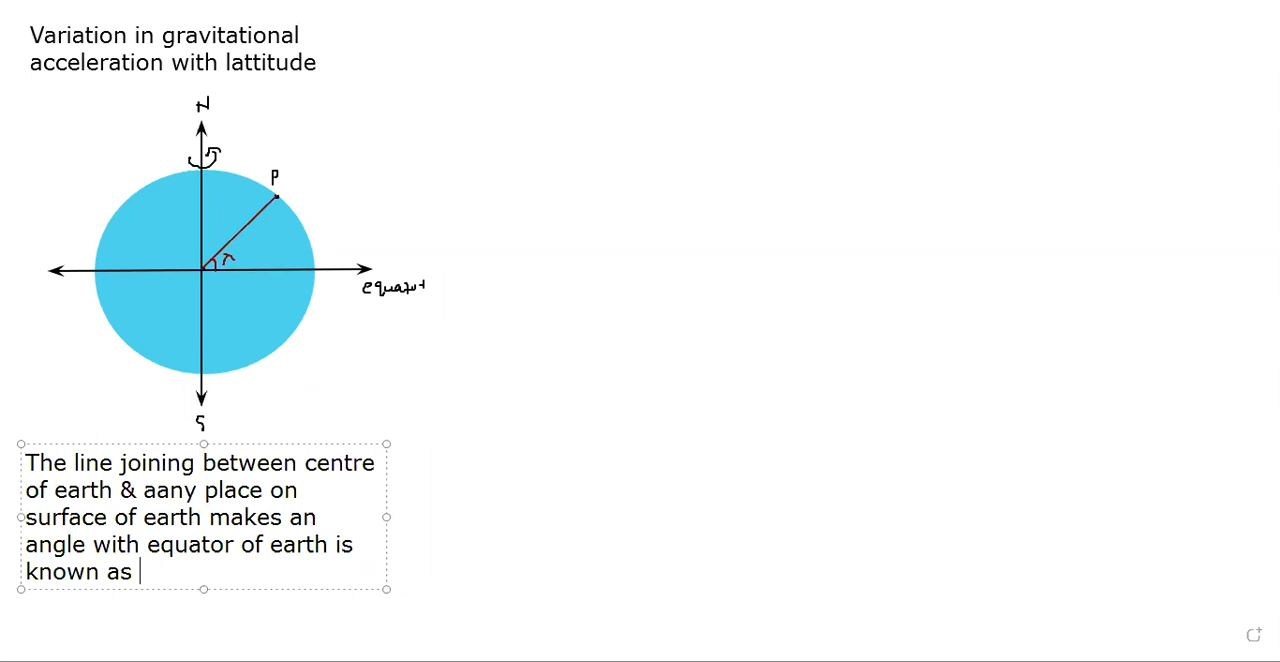 Variation in gravitational
acceleration with lattitude
N
P
equator
S
The line joining between centre
of earth & aany place on
surface of earth makes an
angle with equator of earth is
known as